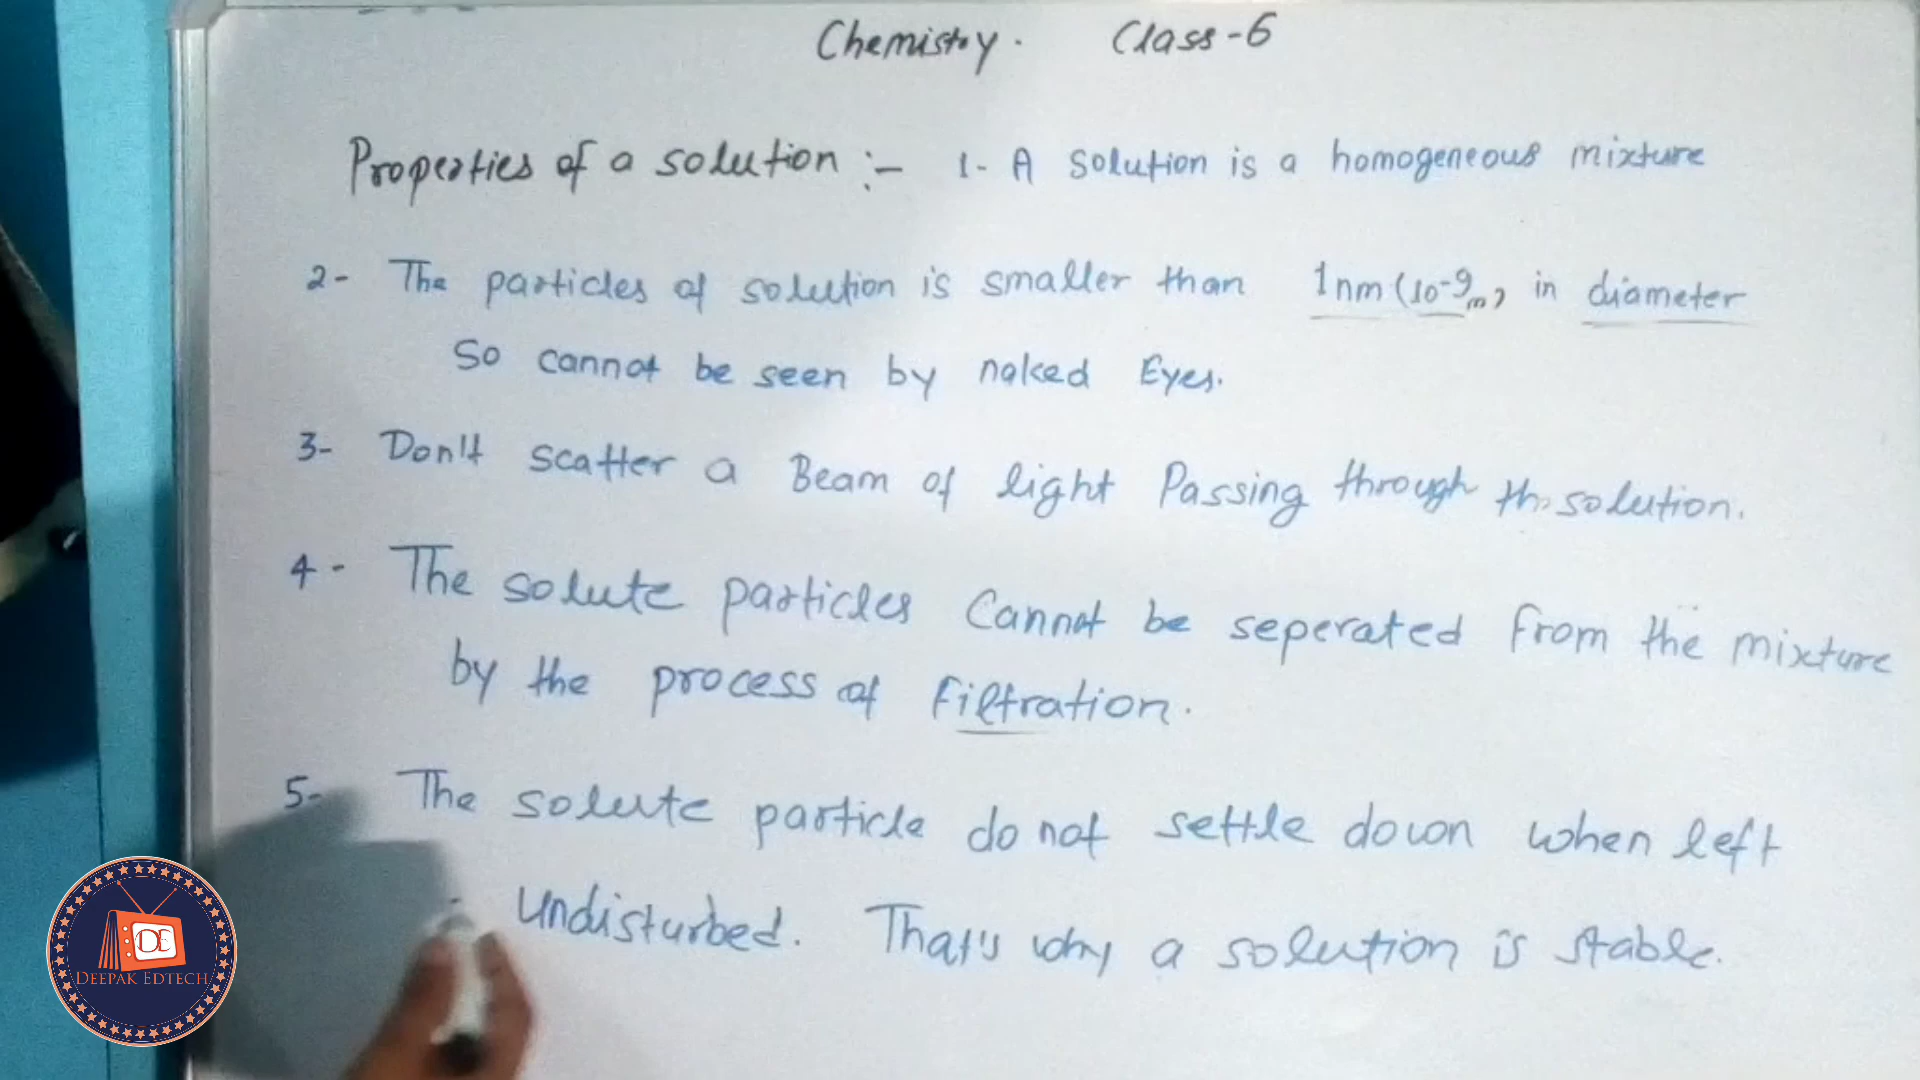 Chemistry. Class-6
Properties of a solution :- 1- A solution is a homogeneous mixture
2- The particles of solution is smaller than 1nm (10-9m) in diameter
So cannot be seen by naked Eyes.
3- Don't scatter a Beam of light Passing through th solution.
4- The solute particles Cannot be seperated from the mixture
by the process of filtration.
5- The solute particle do not settle down when left
undisturbed. That's why a solution is stable.
DE
DEEPAK EDTECH